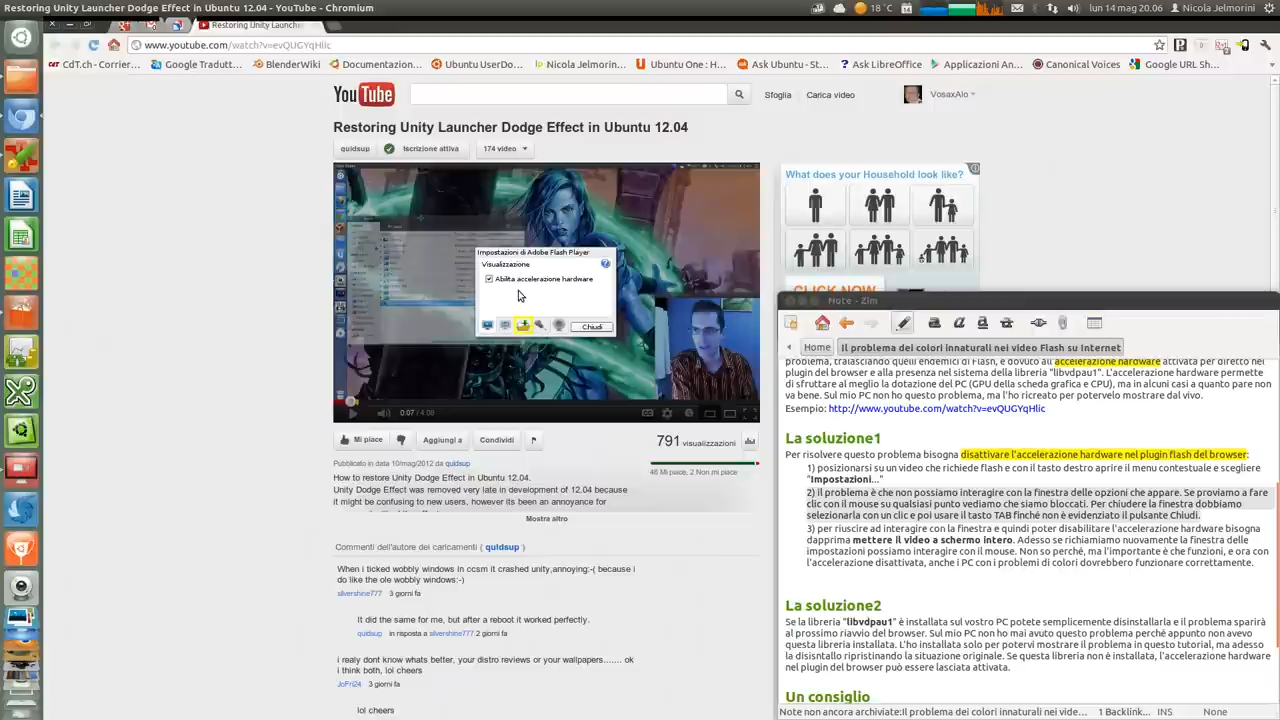 Restoring Unity Launcher Dodge Effect in Ubuntu 12.04 - YouTube - Chromium
18 °C
lun 14 mag 20.06
Nicola Jelmorini
Restoring Unity Launch
www.youtube.com/watch?v=evQUGYqHlic
CdT.ch - Corrier...
Google Tradutt...
BlenderWiki
Documentazion...
Ubuntu UserDo...
Nicola Jelmorin...
Ubuntu One : H...
Ask Ubuntu - St...
Ask LibreOffice
Applicazioni An...
Canonical Voices
Google URL Sh...
YouTube
Sfoglia
Carica video
VosaxAlo
Restoring Unity Launcher Dodge Effect in Ubuntu 12.04
quidsup
Iscrizione attiva
174 video
What does your Household look like?
CLICK NOW
Impostazioni di Adobe Flash Player
Visualizzazione
Abilita accelerazione hardware
Chiudi
0:07 / 4:08
Mi piace
Aggiungi a
Condividi
791 visualizzazioni
Pubblicato in data 10/mag/2012 da quidsup
46 Mi piace, 2 Non mi piace
How to restore Unity Dodge Effect in Ubuntu 12.04.
Unity Dodge Effect was removed very late in development of 12.04 because
it might be confusing to new users, however its been an annoyance for
Mostra altro
Commenti dell'autore dei caricamenti ( quidsup )
When i ticked wobbly windows in ccsm it crashed unity,annoying:-( because i
do like the ole wobbly windows:-)
silvershine777 3 giorni fa
It did the same for me, but after a reboot it worked perfectly.
quidsup in risposta a silvershine777 2 giorni fa
i realy dont know whats better, your distro reviews or your wallpapers....... ok
i think both, lol cheers
JoFri24 3 giorni fa
lol cheers
Note - Zim
Home
Il problema dei colori innaturali nei video Flash su Internet
problema, tralasciando quelli endemici di Flash, è dovuto all'accelerazione hardware attivata per diretto nel
plugin del browser e alla presenza nel sistema della libreria "libvdpau1". L'accelerazione hardware permette
di sfruttare al meglio la dotazione del PC (GPU della scheda grafica e CPU), ma in alcuni casi a quanto pare non
va bene. Sul mio PC non ho questo problema, ma l'ho ricreato per potervelo mostrare dal vivo.
Esempio: http://www.youtube.com/watch?v=evQUGYqHlic
La soluzione1
Per risolvere questo problema bisogna disattivare l'accelerazione hardware nel plugin flash del browser:
1) posizionarsi su un video che richiede flash e con il tasto destro aprire il menu contestuale e scegliere
"Impostazioni..."
2) il problema è che non possiamo interagire con la finestra delle opzioni che appare. Se proviamo a fare
clic con il mouse su qualsiasi punto vediamo che siamo bloccati. Per chiudere la finestra dobbiamo
selezionarla con un clic e poi usare il tasto TAB finché non è evidenziato il pulsante Chiudi.
3) per riuscire ad interagire con la finestra e quindi poter disabilitare l'accelerazione hardware bisogna
dapprima mettere il video a schermo intero. Adesso se richiamiamo nuovamente la finestra delle
impostazioni possiamo interagire con il mouse. Non so perché, ma l'importante è che funzioni, e ora con
l'accelerazione disattivata, anche i PC con i problemi di colori dovrebbero funzionare correttamente.
La soluzione2
Se la libreria "libvdpau1" è installata sul vostro PC potete semplicemente disinstallarla e il problema sparirà
al prossimo riavvio del browser. Sul mio PC non ho mai avuto questo problema perché appunto non avevo
questa libreria installata. L'ho installata solo per potervi mostrare il problema in questo tutorial, ma adesso
la disinstallo ripristinando la situazione originale. Se questa libreria non è installata, l'accelerazione hardware
nel plugin del browser può essere lasciata attivata.
Un consiglio
Note non ancora archiviate:Il problema dei colori innaturali nei vide...
1 Backlink...
INS
None